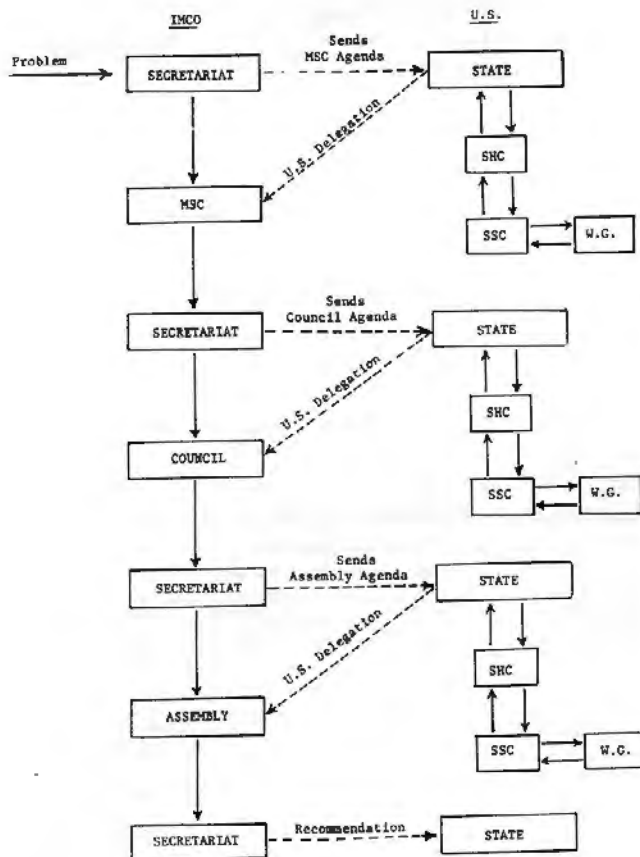 IMCO U.S.
Problem
SECRETARIAT
Sends
MSC Agenda
STATE
U.S. Delegation
SHC
MSC
SSC
W.G.
SECRETARIAT
Sends
Council Agenda
STATE
U.S. Delegation
SHC
COUNCIL
SSC
W.G.
SECRETARIAT
Sends
Assembly Agenda
STATE
U.S. Delegation
SHC
ASSEMBLY
SSC
W.G.
SECRETARIAT
Recommendation
STATE